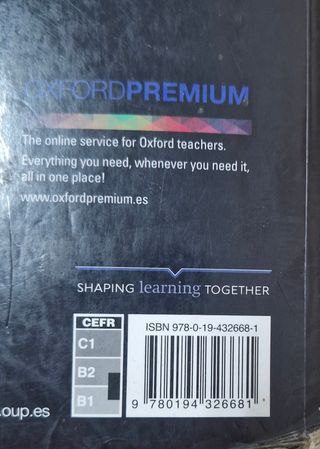 OXFORDPREMIUM
The online service for Oxford teachers.
Everything you need, whenever you need it,
all in one place!
www.oxfordpremium.es
SHAPING learning TOGETHER
CEFR
C1
B2
B1
ISBN 978-0-19-432668-1
9 780194 326681
.oup.es